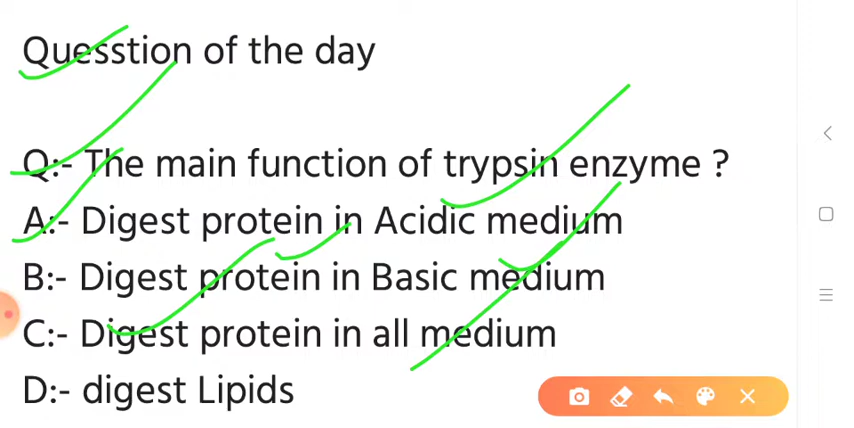 Quesstion of the day
Q:- The main function of trypsin enzyme ?
A:- Digest protein in Acidic medium
B:- Digest protein in Basic medium
C:- Digest protein in all medium
D:- digest Lipids